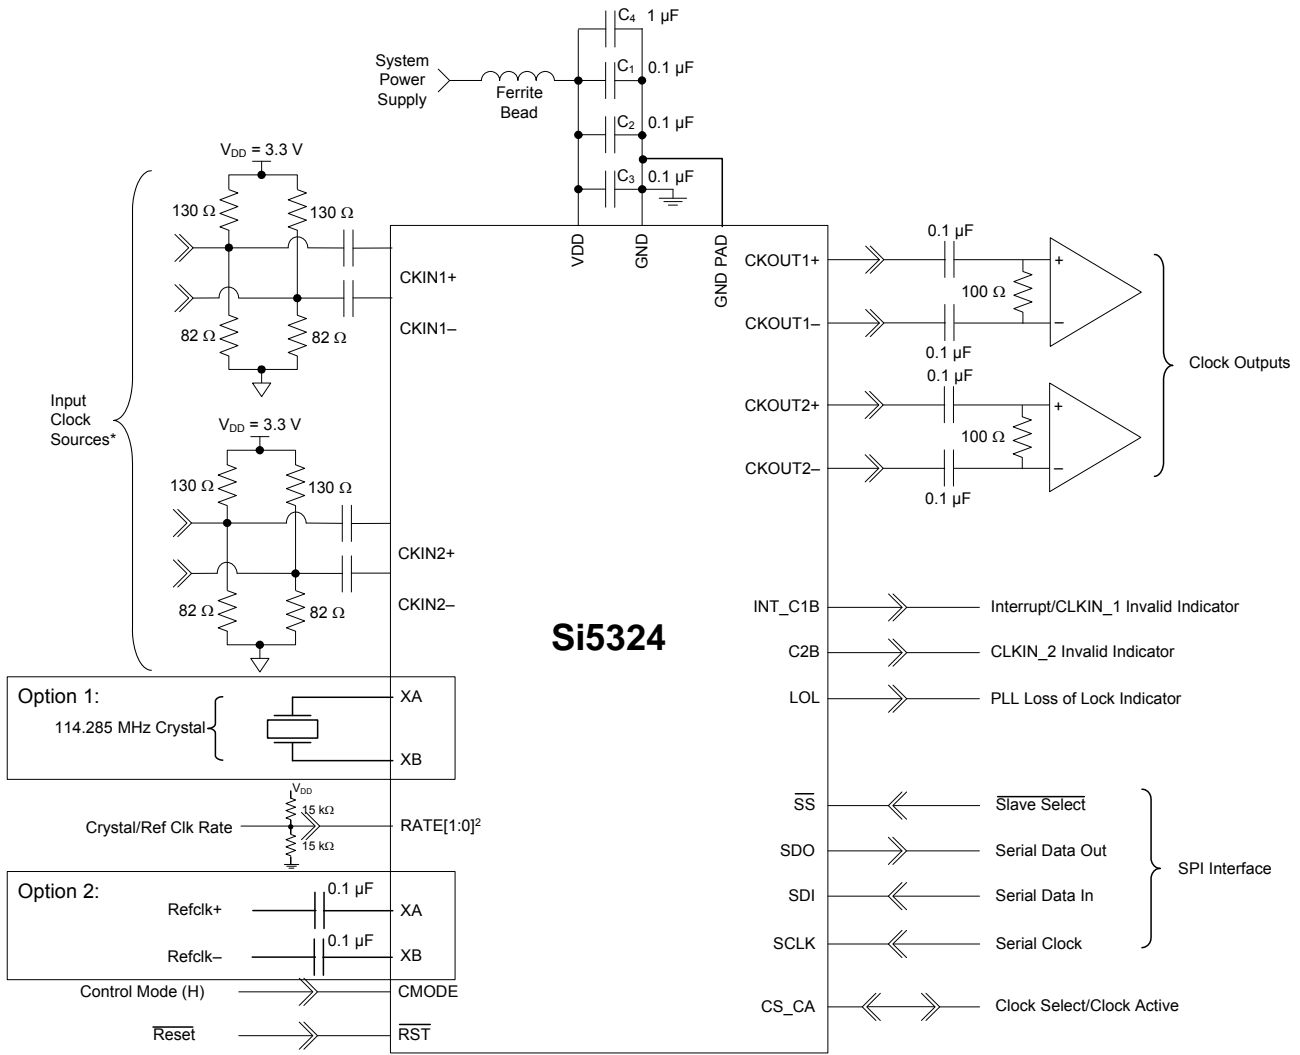 C4 1 µF
System
Power
Supply
Ferrite
Bead
C1 0.1 µF
C2 0.1 µF
C3 0.1 µF
VDD = 3.3 V
130 Ω
130 Ω
82 Ω
82 Ω
CKIN1+
CKIN1–
Input
Clock
Sources*
VDD = 3.3 V
130 Ω
130 Ω
82 Ω
82 Ω
CKIN2+
CKIN2–
VDD
GND
GND PAD
Si5324
CKOUT1+
0.1 µF
100 Ω
+
–
CKOUT1–
0.1 µF
Clock Outputs
CKOUT2+
0.1 µF
100 Ω
+
–
CKOUT2–
0.1 µF
INT_C1B
Interrupt/CLKIN_1 Invalid Indicator
C2B
CLKIN_2 Invalid Indicator
LOL
PLL Loss of Lock Indicator
Option 1:
114.285 MHz Crystal
XA
XB
VDD
15 kΩ
Crystal/Ref Clk Rate
RATE[1:0]²
15 kΩ
Option 2:
Refclk+
0.1 µF
XA
Refclk–
0.1 µF
XB
Control Mode (H)
CMODE
Reset
RST
SS
Slave Select
SDO
Serial Data Out
SDI
Serial Data In
SCLK
Serial Clock
SPI Interface
CS_CA
Clock Select/Clock Active